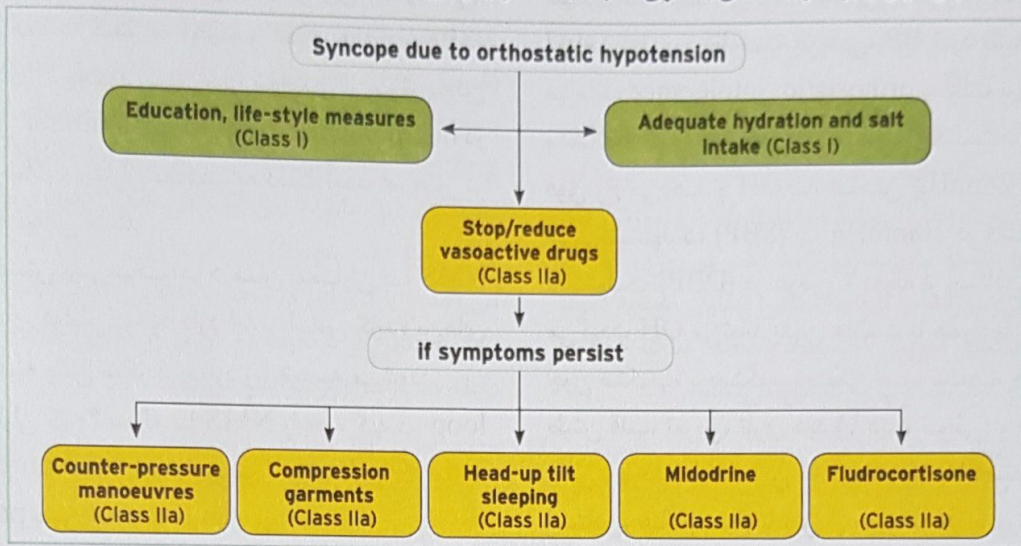 Syncope due to orthostatic hypotension
Education, life-style measures
(Class I)
Adequate hydration and salt
intake (Class I)
Stop/reduce
vasoactive drugs
(Class IIa)
if symptoms persist
Counter-pressure
manoeuvres
(Class IIa)
Compression
garments
(Class IIa)
Head-up tilt
sleeping
(Class IIa)
Midodrine
(Class IIa)
Fludrocortisone
(Class IIa)